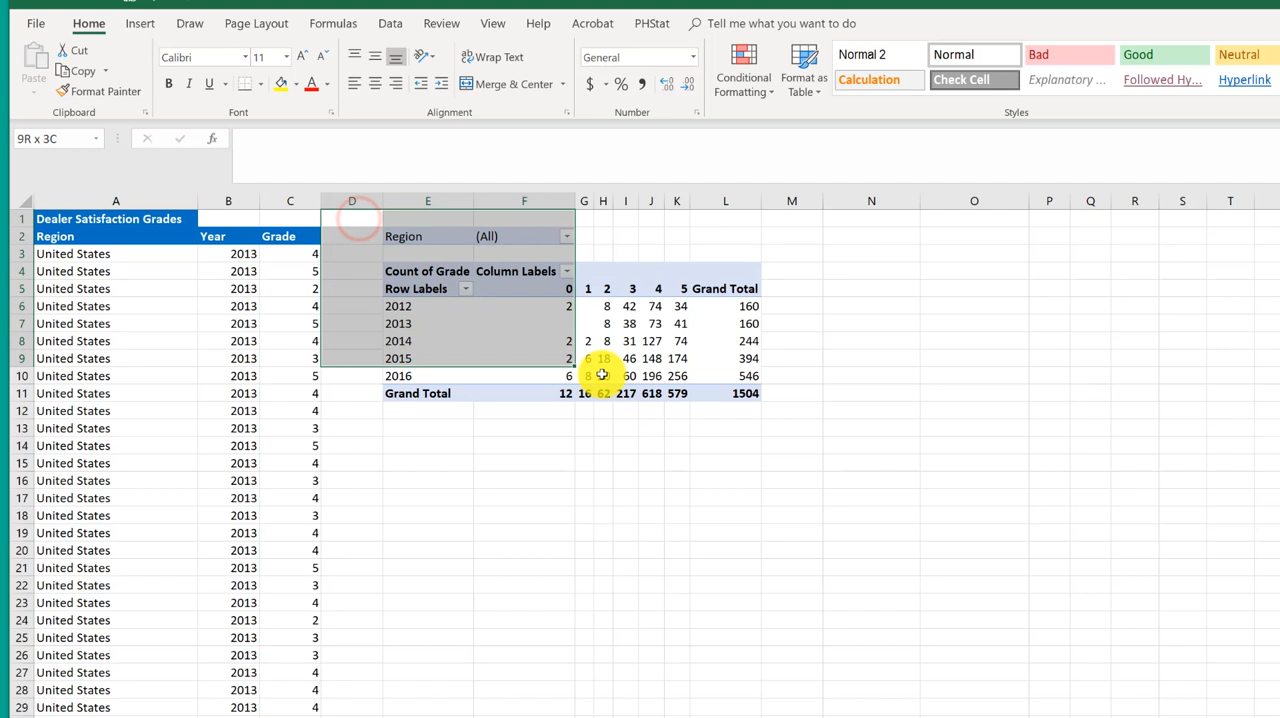 File Home Insert Draw Page Layout Formulas Data Review View Help Acrobat PHStat Tell me what you want to do
Paste Cut Copy Format Painter Clipboard
Calibri 11 B I U A Font
Wrap Text Merge & Center Alignment
General $ % Number
Conditional Formatting Format as Table
Normal 2 Normal Bad Good Neutral
Calculation Check Cell Explanatory ... Followed Hy... Hyperlink
Styles
9R x 3C fx
A B C D E F G H I J K L M N O P Q R S T
1 Dealer Satisfaction Grades
2 Region Year Grade Region (All)
3 United States 2013 4
4 United States 2013 5 Count of Grade Column Labels
5 United States 2013 2 Row Labels 0 1 2 3 4 5 Grand Total
6 United States 2013 4 2012 2 8 42 74 34 160
7 United States 2013 5 2013 8 38 73 41 160
8 United States 2013 4 2014 2 2 8 31 127 74 244
9 United States 2013 3 2015 2 6 18 46 148 174 394
10 United States 2013 5 2016 6 8 60 196 256 546
11 United States 2013 4 Grand Total 12 16 62 217 618 579 1504
12 United States 2013 4
13 United States 2013 3
14 United States 2013 5
15 United States 2013 4
16 United States 2013 3
17 United States 2013 4
18 United States 2013 3
19 United States 2013 4
20 United States 2013 4
21 United States 2013 5
22 United States 2013 3
23 United States 2013 4
24 United States 2013 2
25 United States 2013 3
26 United States 2013 3
27 United States 2013 4
28 United States 2013 4
29 United States 2013 4